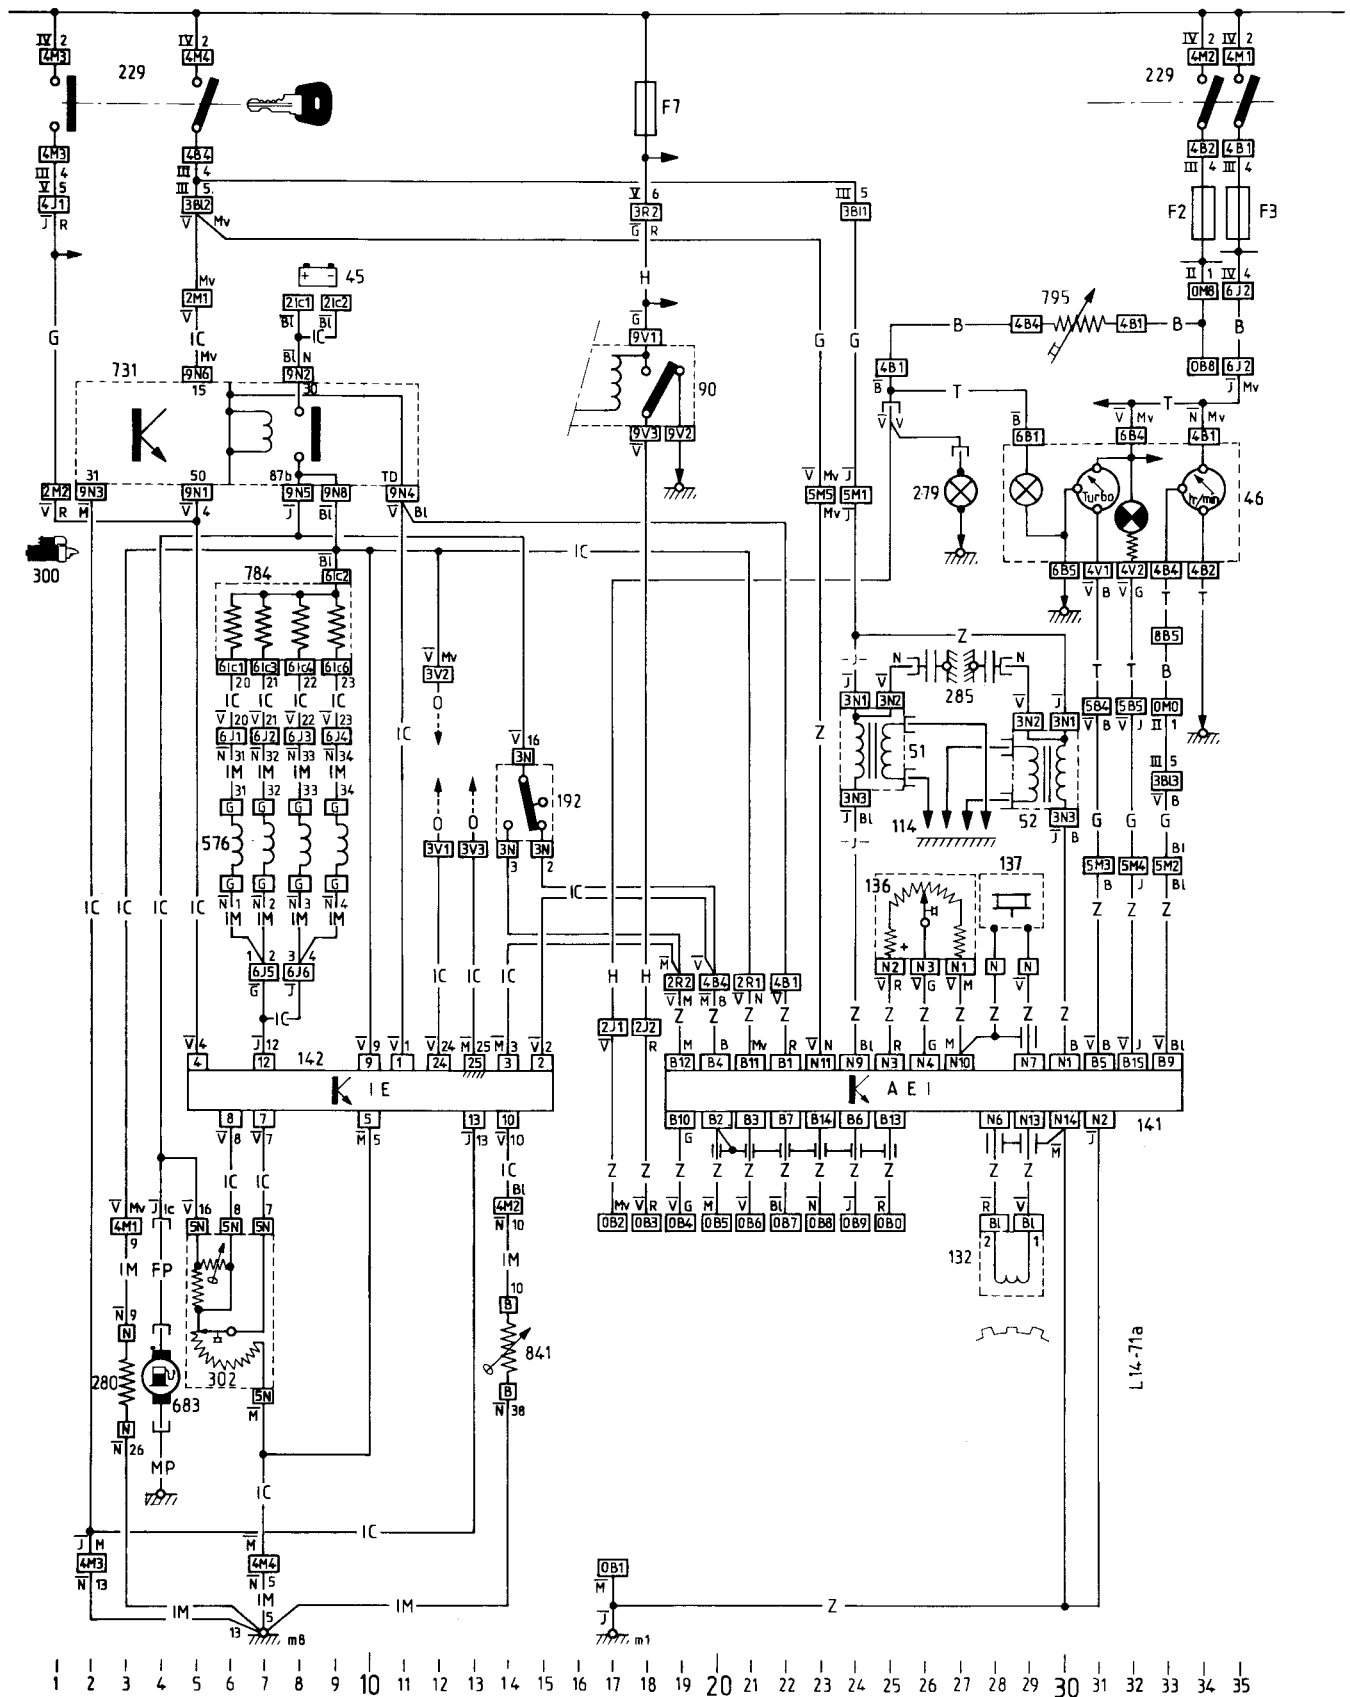 IV 2 IV 2 IV 2 IV 2
4M3 4M4 4M2 4M1
229 F7 229
4M3 4B4 4B2 4B1
III 4 III 4 III 4 III 4
V 5 III 5 V 6 III 5
4J1 3Bl2 3R2 3Bl1 F2 F3
J R V Mv G R
II 1 IV 4
Mv + - 45 H 795 0M8 6J2
2M1 2Ic1 2Ic2
V Bl Bl G B 4B4 4B1 B B
G IC IC 9V1 G G
Mv Bl N 4B1 0B8 6J2
731 9N6 9N2 B J Mv
15 30 90 T T
V V B V Mv N Mv
9V3 9V2 6B1 6B4 4B1
V
31 50 87b TD V Mv J
2M2 9N3 9N1 9N5 9N8 9N4 5M5 5M1 279 Turbo tr/min 46
V R M V 4 J Bl V Bl Mv J
300 IC
Bl
784 6Ic2 6B5 4V1 4V2 4B4 4B2
V B V G T T
8B5
Z
6Ic1 6Ic3 6Ic4 6Ic6 V Mv J V N N
20 21 22 23 3V2 285 T T B
IC IC IC IC O 3N1 3N2 V J
V 20 V 21 V 22 V 23 IC V 16 Z 3N2 3N1 5B4 5B5 0M0
6J1 6J2 6J3 6J4 3N 51 V B V J II 1
N 31 N 32 N 33 N 34
IM IM IM IM III 5
31 32 33 34 192 3N3 3Bl3
G G G G O O J Bl 114 52 3N3 V B
576 3V1 3V3 3N 3N J B G G G
3 2 J 137 Bl
G G G G 136 5M3 5M4 5M2
N 1 N 2 N 3 N 4 IC B J Bl
IC IC IC IM IM IM IM +
1 2 3 4 M V N2 N3 N1 N N Z Z Z
6J5 6J6 H H 2R2 4B4 2R1 4B1 V R V G V M V
G J IC IC IC IC V M M B V N V
IC 2J1 2J2 Z Z Z Z Z Z Z Z Z Z Z
V R
V 4 J 12 142 V 9 V 1 V 24 M 25 M 3 V 2 M B Mv R V N Bl R G M B V B V J V Bl
4 12 9 1 24 25 3 2 B12 B4 B11 B1 N11 N9 N3 N4 N10 N7 N1 B5 B15 B9
IE AEI
8 7 5 13 10 B10 B2 B3 B7 B14 B6 B13 N6 N13 N14 N2 141
V 8 V 7 M 5 J 13 V 10 G M J
IC IC IC Z Z Z Z Z Z Z Z Z Z Z
Bl
V Mv J Ic V 16 8 7 4M2 Mv V R V G M V Bl N J R R V
4M1 5N 5N 5N N 10 0B2 0B3 0B4 0B5 0B6 0B7 0B8 0B9 0B0 Bl Bl
9 2 1
IM FP IM 132
10
N 9 B
N
841
280 302 B L14-71a
683 5N N 38
N M
N 26
MP
IC
IC
J M M
4M3 4M4 0B1
N 13 N 5 M
IM
IM IM Z
5 J
13 m8 m1
1 2 3 4 5 6 7 8 9 10 11 12 13 14 15 16 17 18 19 20 21 22 23 24 25 26 27 28 29 30 31 32 33 34 35